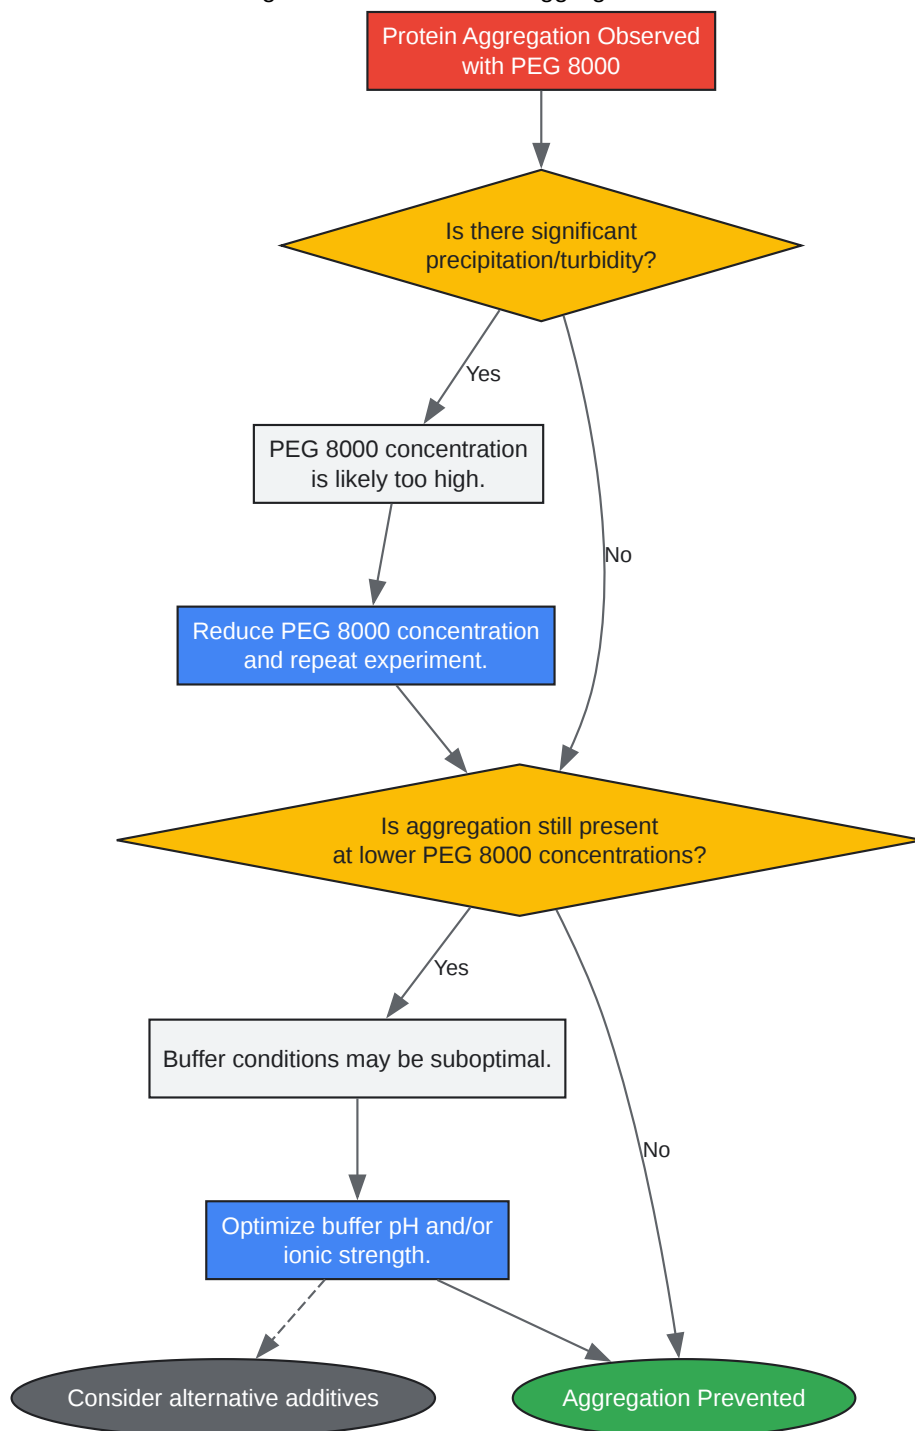 Protein Aggregation Observed
with PEG 8000
Is there significant
precipitation/turbidity?
Yes
PEG 8000 concentration
is likely too high.
No
Reduce PEG 8000 concentration
and repeat experiment.
Is aggregation still present
at lower PEG 8000 concentrations?
Yes
Buffer conditions may be suboptimal.
No
Optimize buffer pH and/or
ionic strength.
Consider alternative additives
Aggregation Prevented